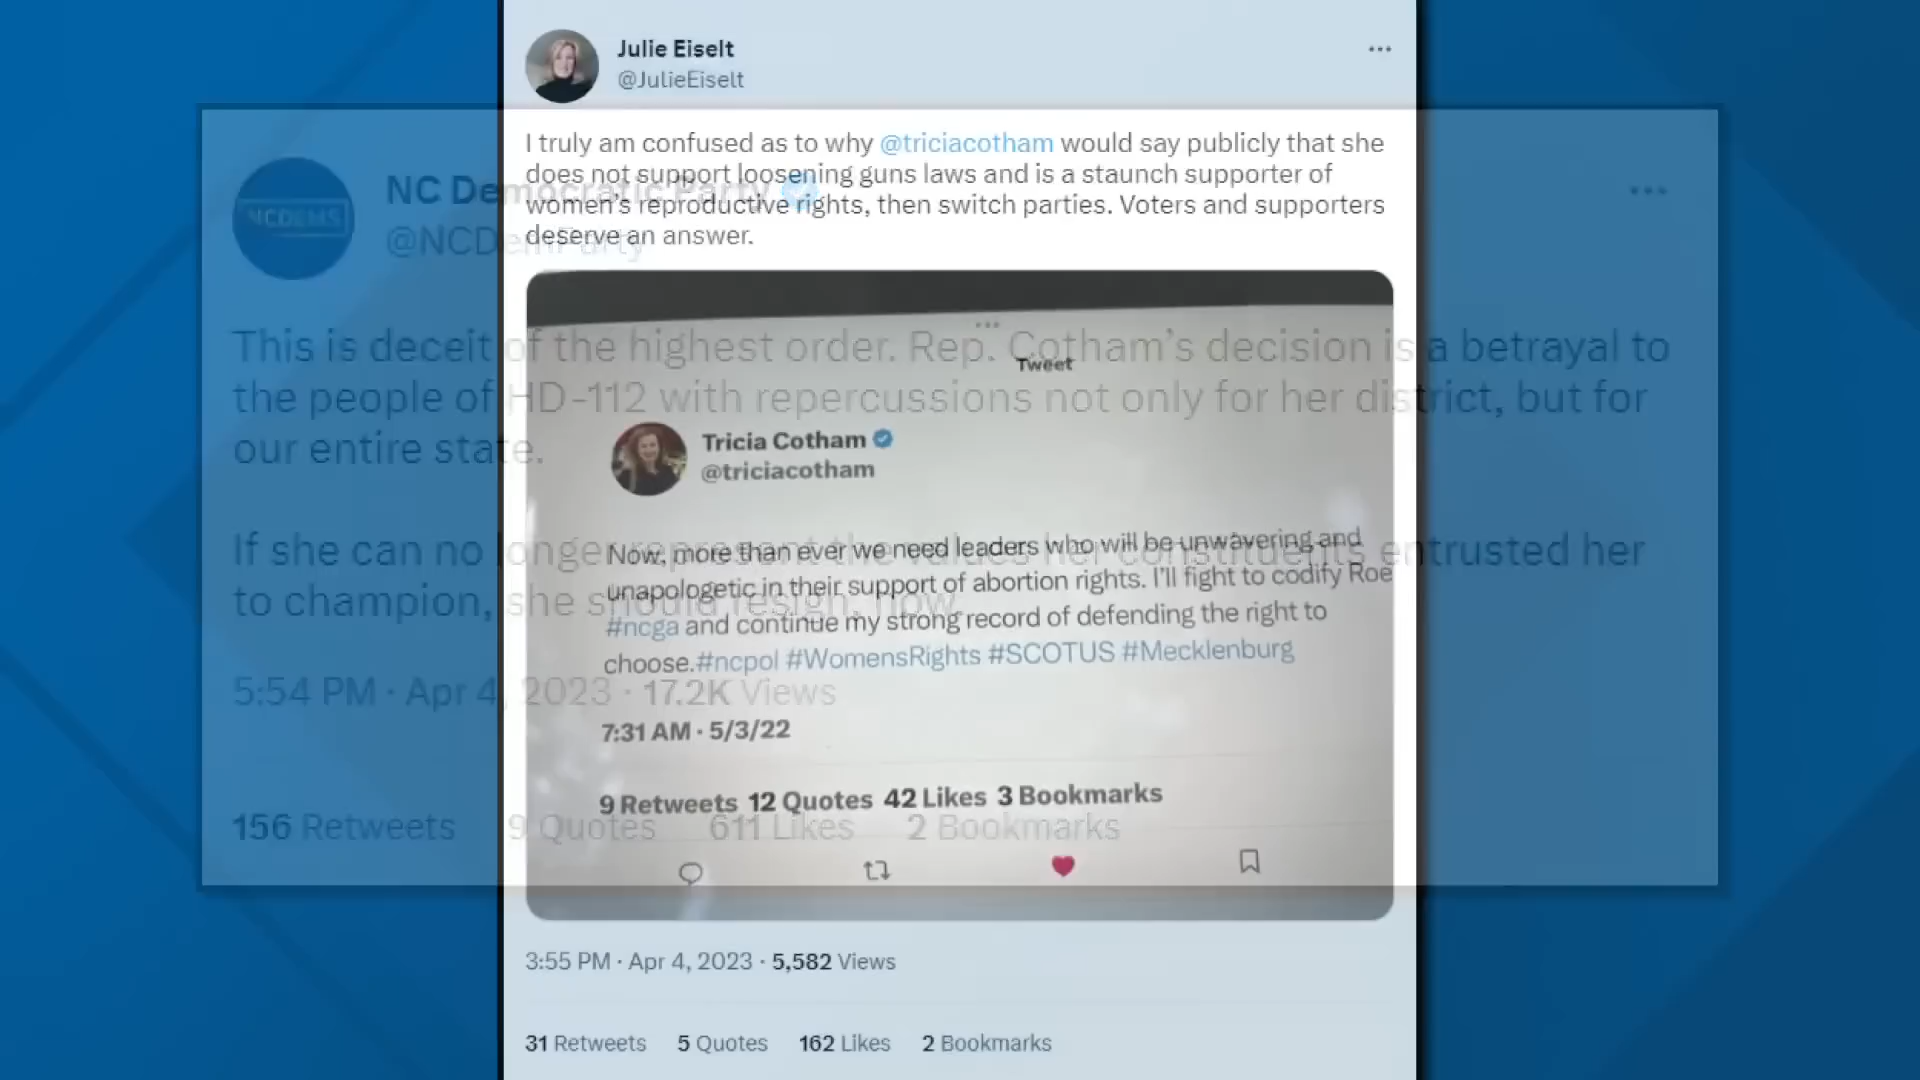 Julie Eiselt
@JulieEiselt
I truly am confused as to why @triciacotham would say publicly that she
does not support loosening guns laws and is a staunch supporter of
women's reproductive rights, then switch parties. Voters and supporters
deserve an answer.
Tweet
Tricia Cotham
@triciacotham
Now, more than ever we need leaders who will be unwavering and
unapologetic in their support of abortion rights. I'll fight to codify Roe
#ncga and continue my strong record of defending the right to
choose.#ncpol #WomensRights #SCOTUS #Mecklenburg
7:31 AM · 5/3/22
9 Retweets 12 Quotes 42 Likes 3 Bookmarks
3:55 PM · Apr 4, 2023 · 5,582 Views
31 Retweets 5 Quotes 162 Likes 2 Bookmarks
NCDEMS
NC Democratic Party
@NCDemParty
This is deceit of the highest order. Rep. Cotham's decision is a betrayal to
the people of HD-112 with repercussions not only for her district, but for
our entire state.
If she can no longer represent the values her constituents entrusted her
to champion, she should resign, now.
5:54 PM · Apr 4, 2023 · 17.2K Views
156 Retweets 9 Quotes 611 Likes 2 Bookmarks